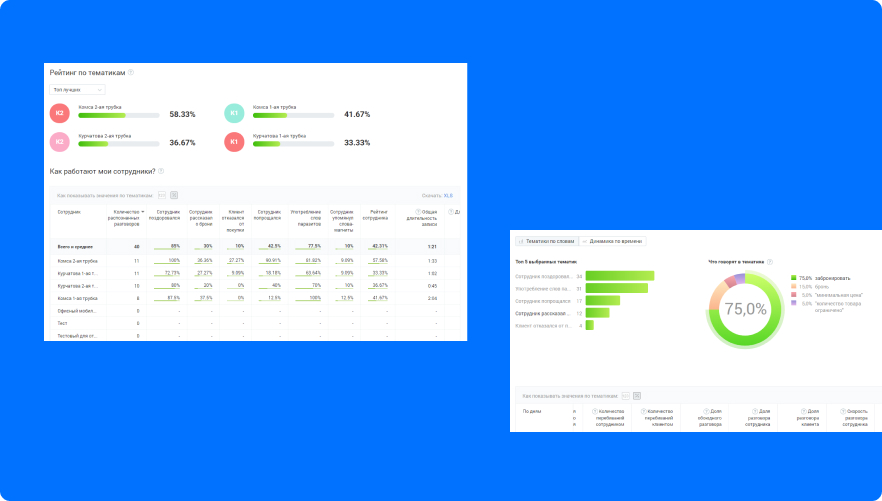 Рейтинг по тематикам
Топ лучших
К2 Комса 2-ая трубка 58.33%
К1 Комса 1-ая трубка 41.67%
К2 Курчатова 2-ая трубка 36.67%
К1 Курчатова 1-ая трубка 33.33%
Как работают мои сотрудники?
Как показывать значения по тематикам: Скачать: XLS
Сотрудник Количество распознанных разговоров Сотрудник поздоровался Сотрудник рассказал о брони Клиент отказался от покупки Сотрудник попрощался Употребление слов паразитов Сотрудник упомянул слова-магниты Рейтинг сотрудника Общая длительность записи
Всего и среднее 40 85% 30% 10% 42.5% 77.5% 10% 42.31% 1:21
Комса 2-ая трубка 11 100% 36.36% 27.27% 90.91% 81.82% 9.09% 57.58% 1:33
Курчатова 1-ая т... 11 72.73% 27.27% 9.09% 18.18% 63.64% 9.09% 33.33% 1:02
Курчатова 2-ая т... 10 80% 20% 0% 40% 70% 10% 36.67% 0:45
Комса 1-ая трубка 8 87.5% 37.5% 0% 12.5% 100% 12.5% 41.67% 2:04
Офисный мобил... 0 - - - - - - - -
Тест 0 - - - - - - - -
Тестовый для от... 0 - - - - - - - -
Тематики по словам Динамика по времени
Топ 5 выбранных тематик
Сотрудник поздоровал... 34
Употребление слов па... 31
Сотрудник попрощался 17
Сотрудник рассказал ... 12
Клиент отказался от п... 4
Что говорят в тематике
75,0%
75,0% забронировать
15,0% бронь
5,0% "минимальная цена"
5,0% "количество товара ограничено"
Как показывать значения по тематикам:
По дням Количество перебиваний сотрудником Количество перебиваний клиентом Доля обоюдного разговора Доля разговора сотрудника Доля разговора клиента Скорость разговора сотрудника